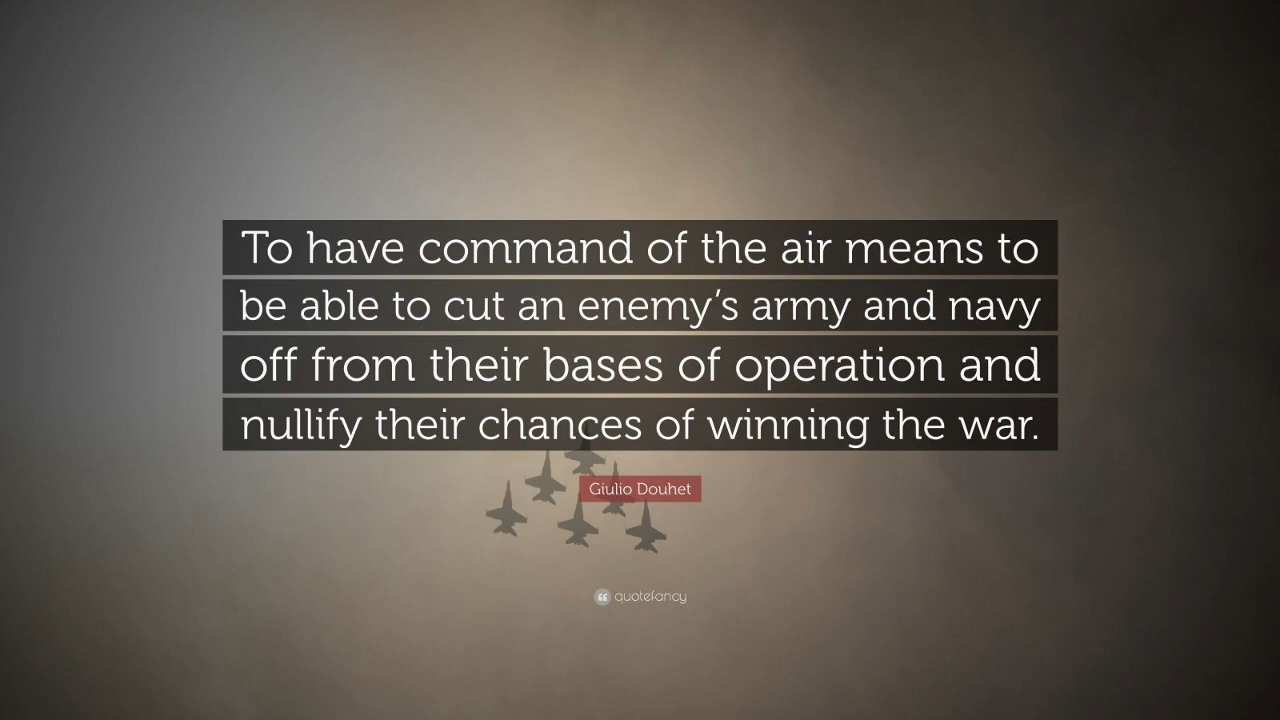 To have command of the air means to
be able to cut an enemy’s army and navy
off from their bases of operation and
nullify their chances of winning the war.
Giulio Douhet
quotefancy